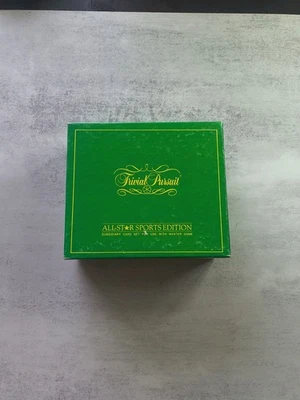 Trivial Pursuit
ALL-STAR SPORTS EDITION
SUBSIDIARY CARD SET FOR USE WITH MASTER GAME